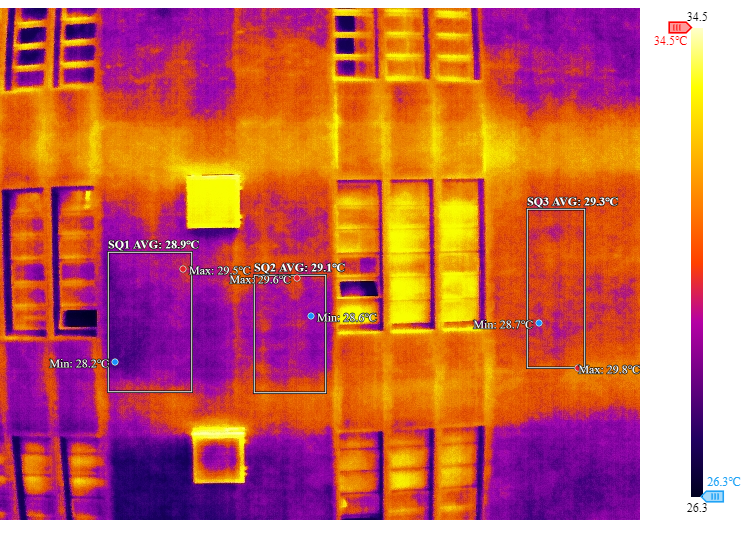 34.5
34.5℃
SQ3 AVG: 29.3℃
SQ1 AVG: 28.9℃
Max: 29.5℃
SQ2 AVG: 29.1℃
Max: 29.6℃
Min: 28.6℃
Min: 28.7℃
Min: 28.2℃
Max: 29.8℃
26.3℃
26.3